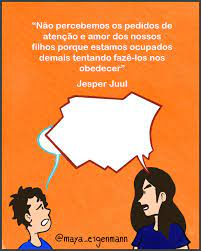 “Não percebemos os pedidos de
atenção e amor dos nossos
filhos porque estamos ocupados
demais tentando fazê-los nos
obedecer”
Jesper Juul
@maya_eigenmann